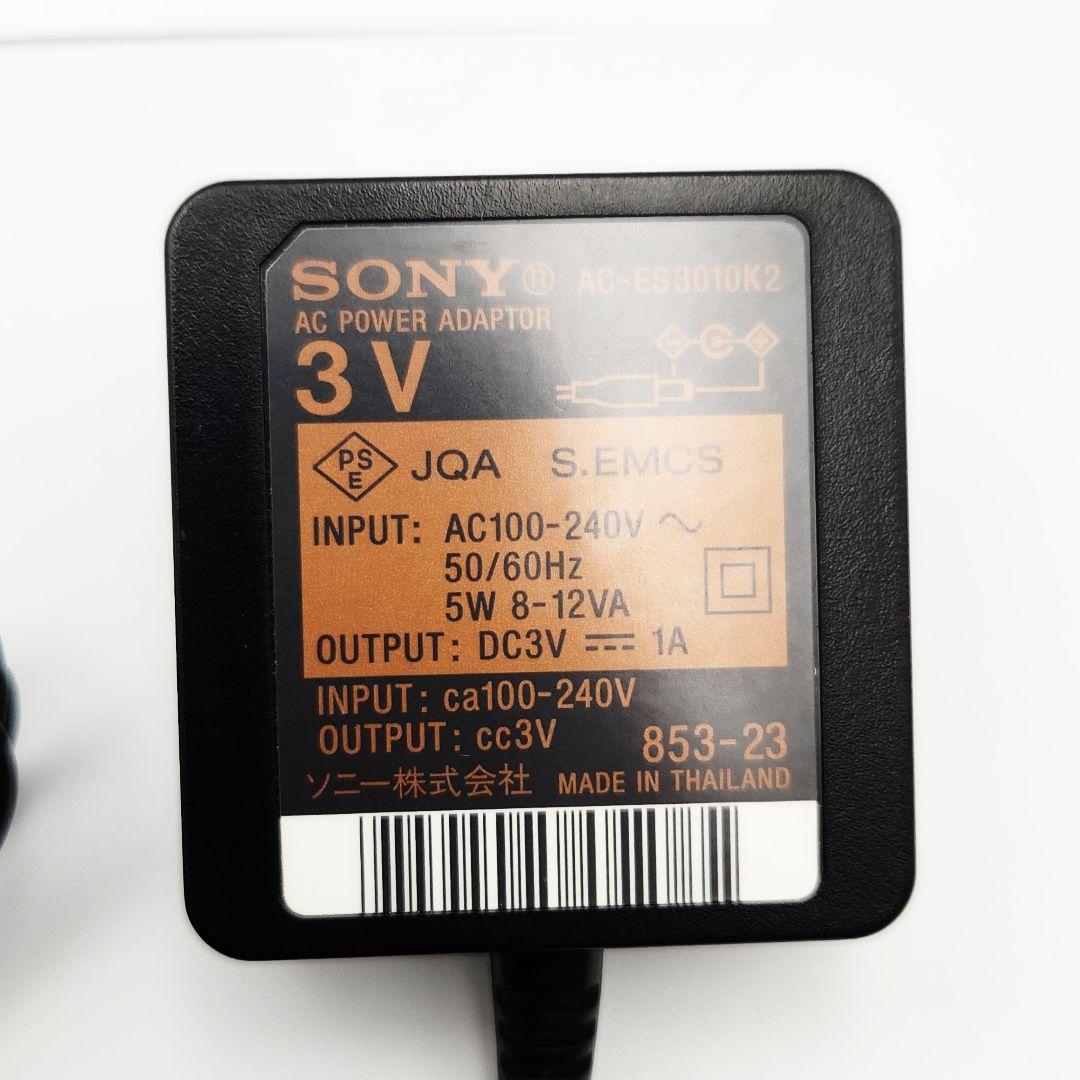 SONY® AC-ES3010K2
AC POWER ADAPTOR
3V
PSE JQA S.EMCS
INPUT: AC100-240V ~
50/60Hz
5W 8-12VA
OUTPUT: DC3V ⎓ 1A
INPUT: ca100-240V
OUTPUT: cc3V 853-23
ソニー株式会社 MADE IN THAILAND